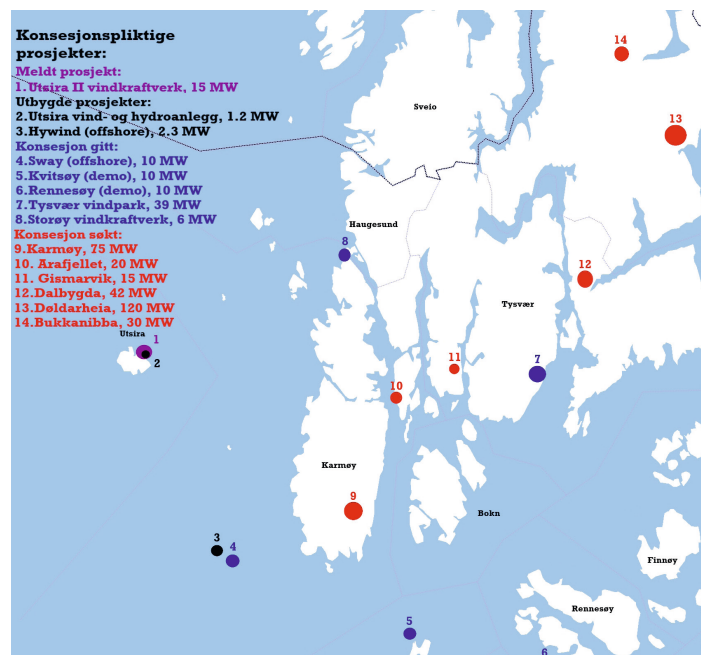 Konsesjonspliktige
prosjekter:
Meldt prosjekt:
1.Utsira II vindkraftverk, 15 MW
Utbygde prosjekter:
2.Utsira vind- og hydroanlegg, 1.2 MW
3.Hywind (offshore), 2.3 MW
Konsesjon gitt:
4.Sway (offshore), 10 MW
5.Kvitsøy (demo), 10 MW
6.Rennesøy (demo), 10 MW
7.Tysvær vindpark, 39 MW
8.Storøy vindkraftverk, 6 MW
Konsesjon søkt:
9.Karmøy, 75 MW
10. Arafjellet, 20 MW
11. Gismarvik, 15 MW
12.Dalbygda, 42 MW
13.Døldarheia, 120 MW
14.Bukkanibba, 30 MW
14
Sveio
13
Haugesund
8
12
Tysvær
Utsira
1
2
11
7
10
Karmøy
9
Bokn
3
4
Finnøy
Rennesøy
5
6